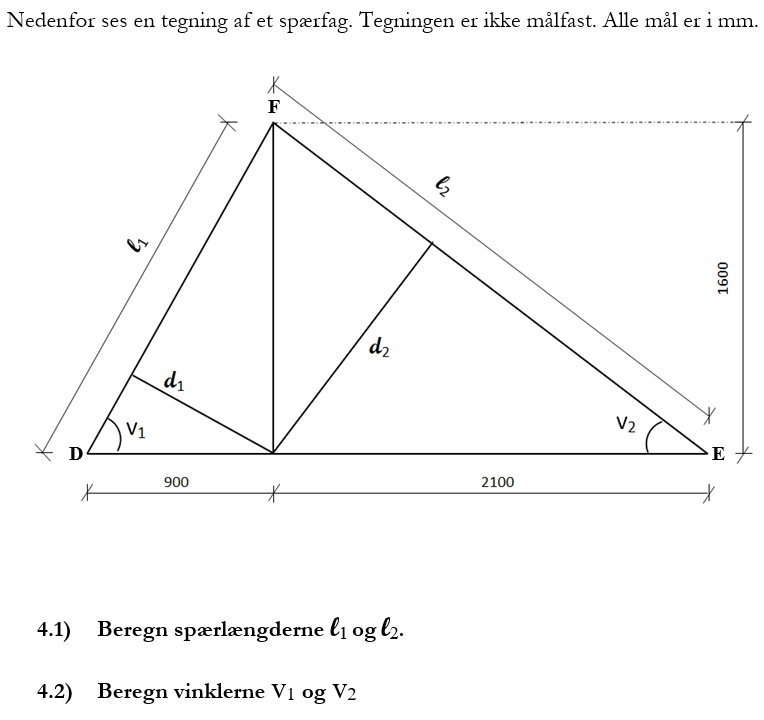 Nedenfor ses en tegning af et spærfag. Tegningen er ikke målfast. Alle mål er i mm.
F
ℓ2
ℓ1
1600
d2
d1
V1
V2
D
E
900
2100
4.1) Beregn spærlængderne ℓ1 og ℓ2.
4.2) Beregn vinklerne V1 og V2